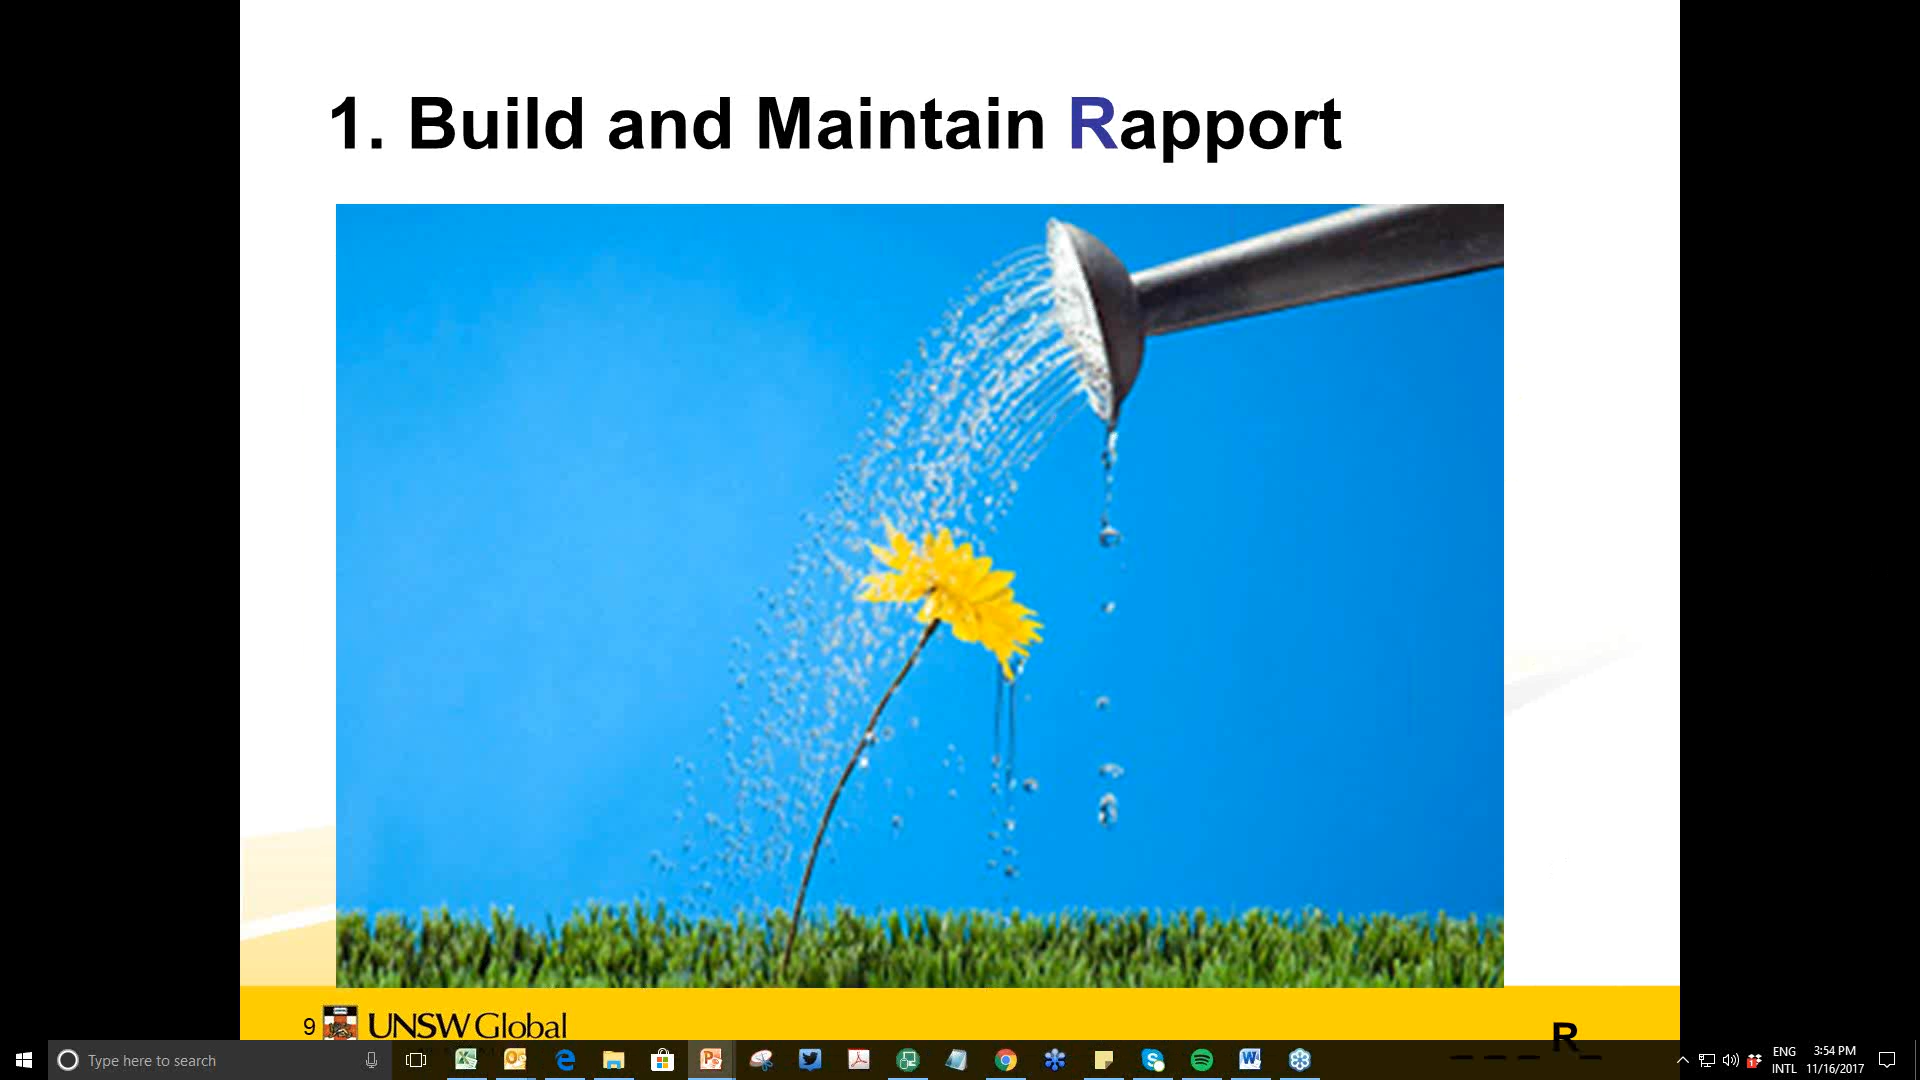 1. Build and Maintain Rapport
9 UNSW Global
_ _ _ R _
Type here to search
ENG
INTL
3:54 PM
11/16/2017